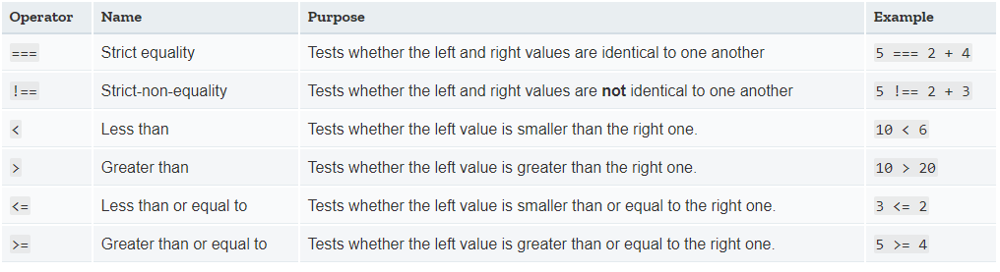 Operator Name Purpose Example
=== Strict equality Tests whether the left and right values are identical to one another 5 === 2 + 4
!== Strict-non-equality Tests whether the left and right values are not identical to one another 5 !== 2 + 3
< Less than Tests whether the left value is smaller than the right one. 10 < 6
> Greater than Tests whether the left value is greater than the right one. 10 > 20
<= Less than or equal to Tests whether the left value is smaller than or equal to the right one. 3 <= 2
>= Greater than or equal to Tests whether the left value is greater than or equal to the right one. 5 >= 4